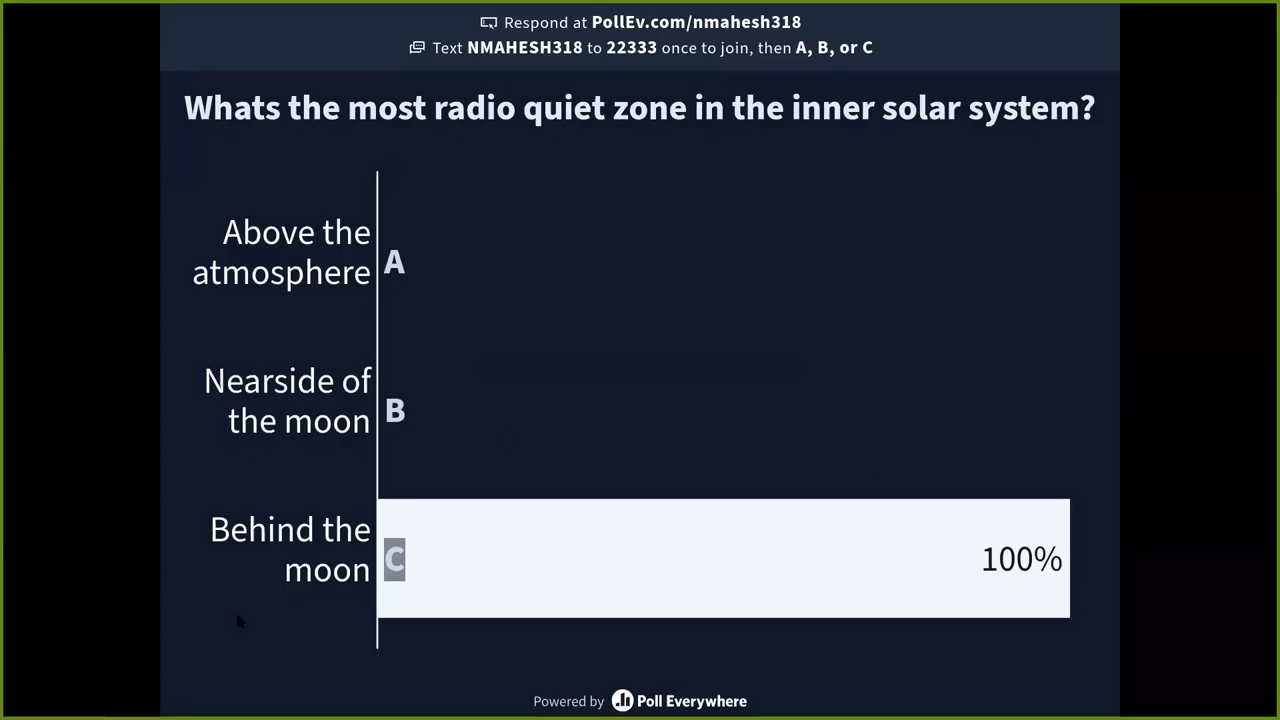 Respond at PollEv.com/nmahesh318
Text NMAHESH318 to 22333 once to join, then A, B, or C
Whats the most radio quiet zone in the inner solar system?
Above the
atmosphere
A
Nearside of
the moon
B
Behind the
moon
C
100%
Powered by Poll Everywhere